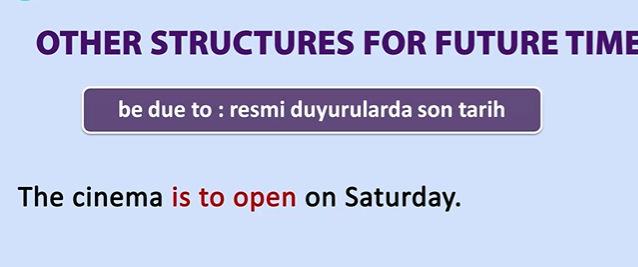 OTHER STRUCTURES FOR FUTURE TIME
be due to : resmi duyurularda son tarih
The cinema is to open on Saturday.